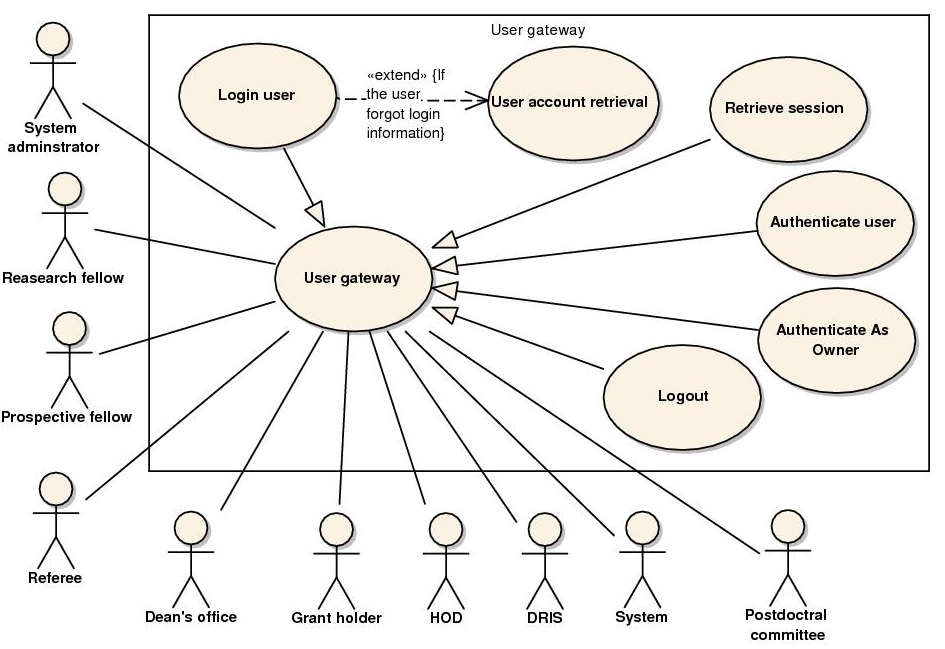 User gateway
Login user
«extend» {If
the user
forgot login
information}
User account retrieval
Retrieve session
System
adminstrator
Authenticate user
Reasearch fellow
User gateway
Authenticate As
Owner
Logout
Prospective fellow
Referee
Dean's office
Grant holder
HOD
DRIS
System
Postdoctral
committee